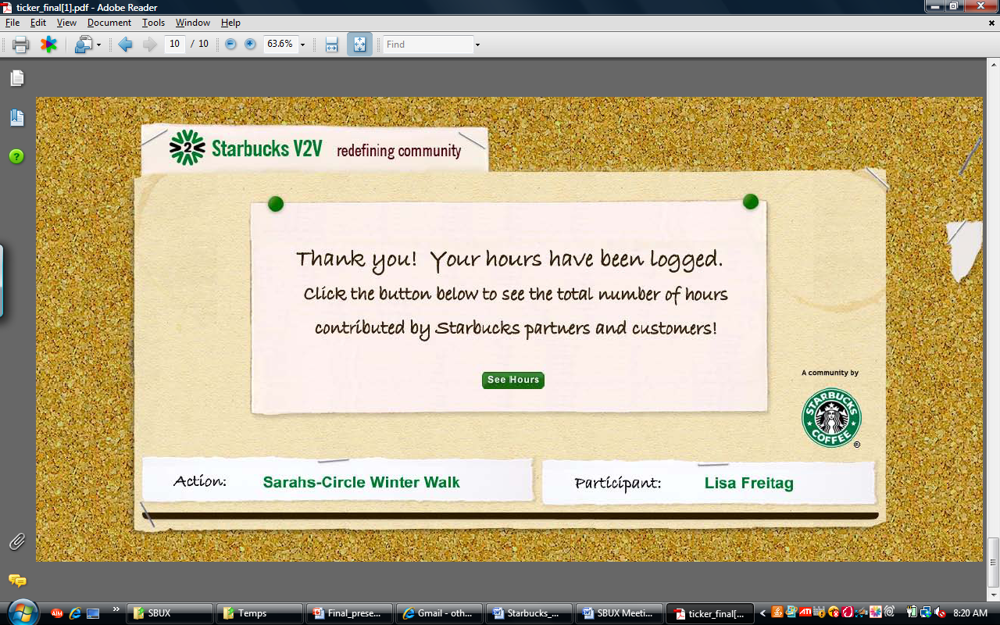 ticker_final[1].pdf - Adobe Reader
File Edit View Document Tools Window Help
10 / 10 63.6% Find
2 Starbucks V2V redefining community
Thank you! Your hours have been logged.
Click the button below to see the total number of hours
contributed by Starbucks partners and customers!
See Hours
A community by
STARBUCKS
COFFEE
®
Action: Sarahs-Circle Winter Walk Participant: Lisa Freitag
AIM SBUX Temps Final_prese... Gmail - oth... Starbucks_... SBUX Meeti... ticker_final[... ATI 8:20 AM